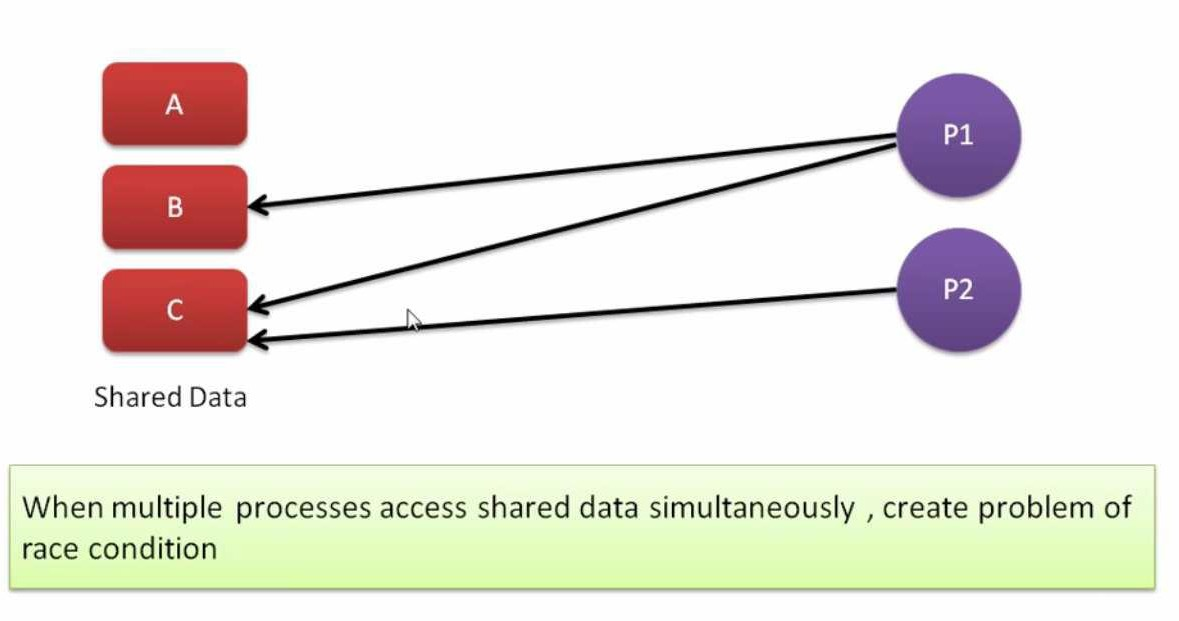 A
P1
B
P2
C
Shared Data
When multiple processes access shared data simultaneously , create problem of
race condition